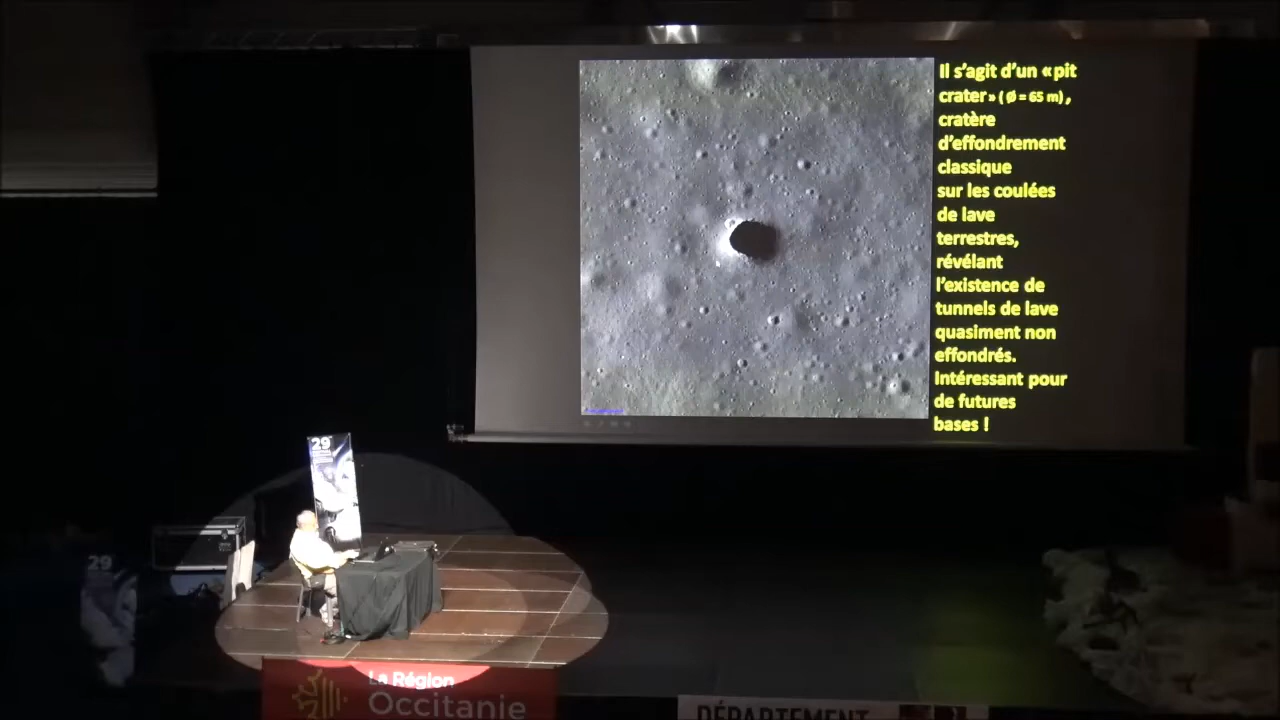 Il s'agit d'un «pit
crater» ( Ø = 65 m) ,
cratère
d'effondrement
classique
sur les coulées
de lave
terrestres,
révélant
l'existence de
tunnels de lave
quasiment non
effondrés.
Intéressant pour
de futures
bases !
29
29
La Région
Occitanie
DÉPARTEMENT